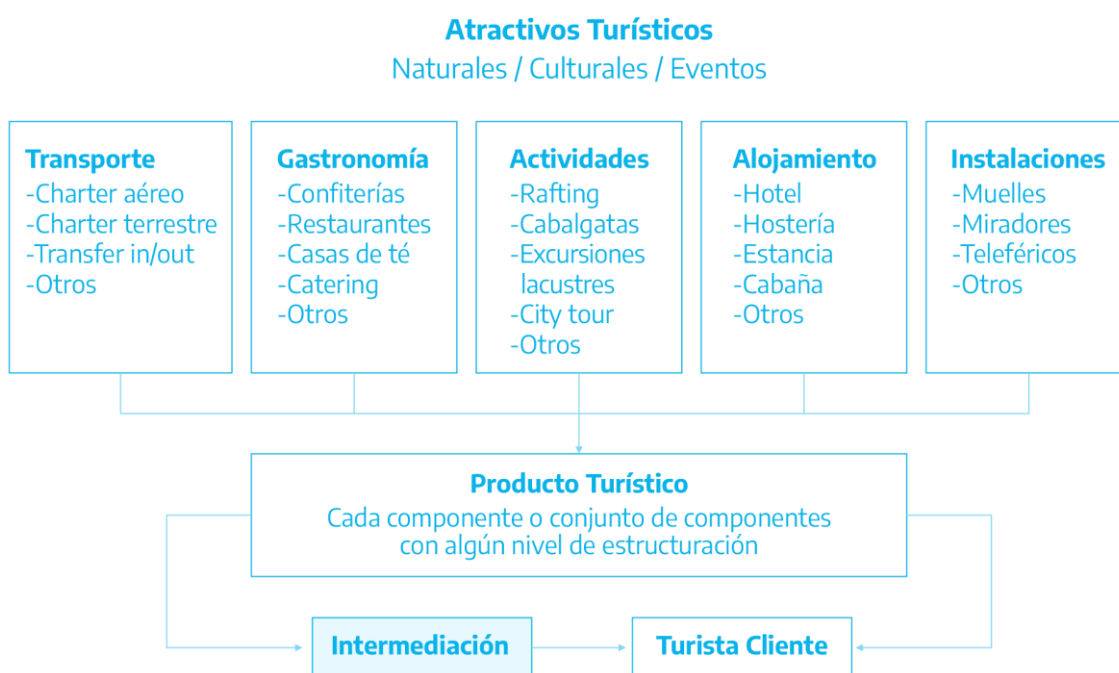 Atractivos Turísticos
Naturales / Culturales / Eventos
Transporte
-Charter aéreo
-Charter terrestre
-Transfer in/out
-Otros
Gastronomía
-Confiterías
-Restaurantes
-Casas de té
-Catering
-Otros
Actividades
-Rafting
-Cabalgatas
-Excursiones
lacustres
-City tour
-Otros
Alojamiento
-Hotel
-Hostería
-Estancia
-Cabaña
-Otros
Instalaciones
-Muelles
-Miradores
-Teleféricos
-Otros
Producto Turístico
Cada componente o conjunto de componentes
con algún nivel de estructuración
Intermediación
Turista Cliente